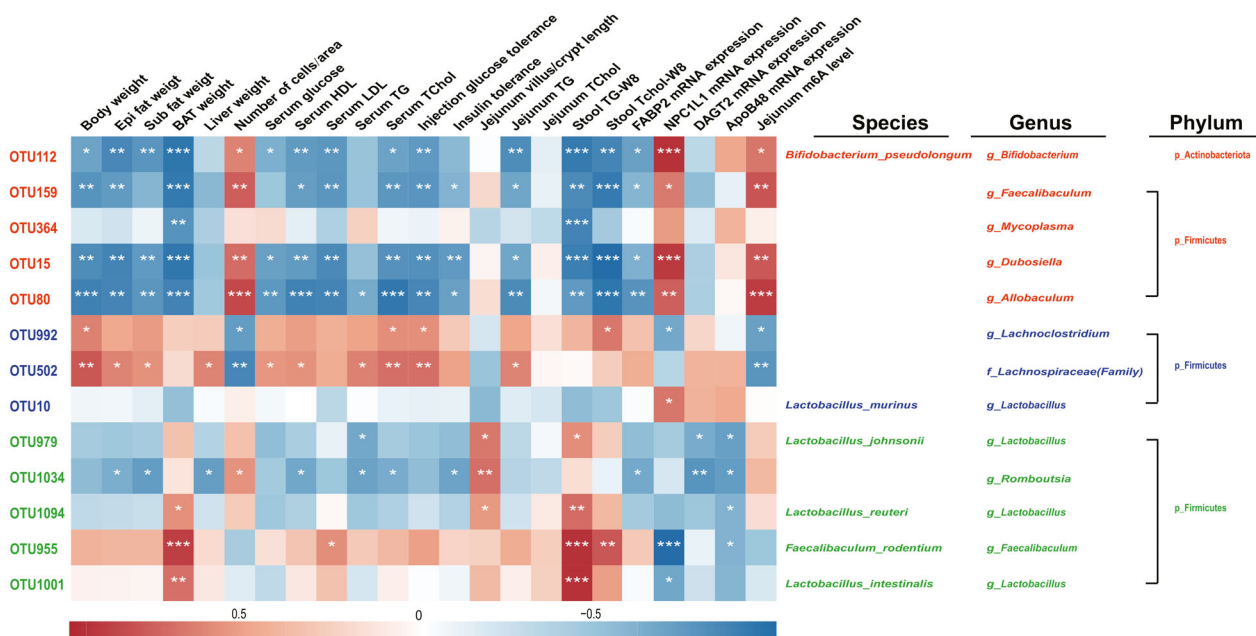 Body weight
Epi fat weigt
Sub fat weigt
BAT weight
Liver weight
Number of cells/area
Serum glucose
Serum HDL
Serum LDL
Serum TG
Serum TChol
Injection glucose tolerance
Insulin tolerance
Jejunum villus/crypt length
Jejunum TG
Jejunum TChol
Stool TG-W8
Stool Tchol-W8
FABP2 mRNA expression
NPC1L1 mRNA expression
DAGT2 mRNA expression
ApoB48 mRNA expression
Jejunum m6A level
Species Genus Phylum
OTU112 * ** ** *** * * ** ** * ** ** *** ** * *** * Bifidobacterium_pseudolongum g_Bifidobacterium p_Actinobacteriota
OTU159 ** ** * *** ** * ** ** ** * * ** *** * * ** g_Faecalibaculum
OTU364 ** *** g_Mycoplasma
p_Firmicutes
OTU15 ** ** ** *** ** * ** ** ** ** ** * *** *** * *** ** g_Dubosiella
OTU80 *** ** ** *** *** ** *** ** * *** ** * ** ** *** ** ** *** g_Allobaculum
OTU992 * * * * * * * g_Lachnoclostridium
OTU502 ** * * * ** * * * ** ** * ** f_Lachnospiraceae(Family) p_Firmicutes
OTU10 * Lactobacillus_murinus g_Lactobacillus
OTU979 * * * * * Lactobacillus_johnsonii g_Lactobacillus
OTU1034 * * * * * * * * ** * ** * g_Romboutsia
OTU1094 * * ** * Lactobacillus_reuteri g_Lactobacillus p_Firmicutes
OTU955 *** * *** ** *** * Faecalibaculum_rodentium g_Faecalibaculum
OTU1001 ** *** * Lactobacillus_intestinalis g_Lactobacillus
0.5 0 −0.5